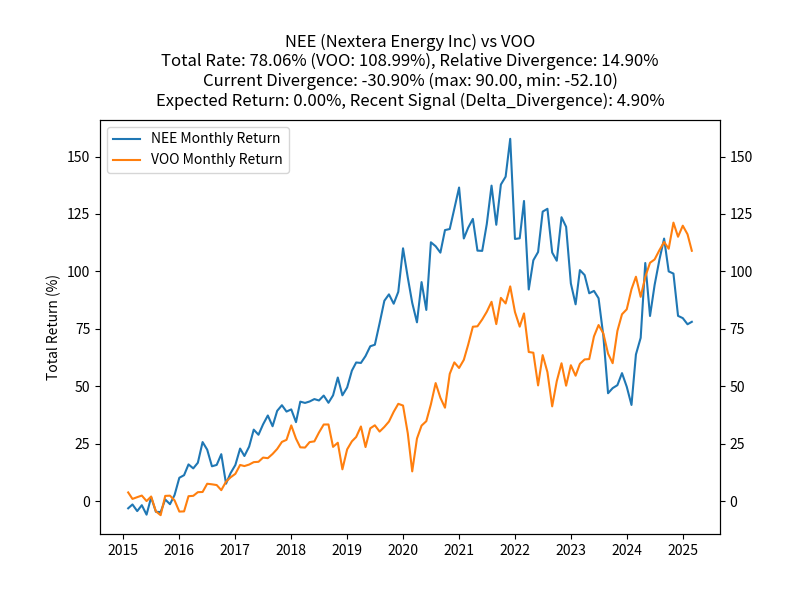 NEE (Nextera Energy Inc) vs VOO
Total Rate: 78.06% (VOO: 108.99%), Relative Divergence: 14.90%
Current Divergence: -30.90% (max: 90.00, min: -52.10)
Expected Return: 0.00%, Recent Signal (Delta_Divergence): 4.90%
NEE Monthly Return
VOO Monthly Return
Total Return (%)
150
125
100
75
50
25
0
150
125
100
75
50
25
0
2015 2016 2017 2018 2019 2020 2021 2022 2023 2024 2025